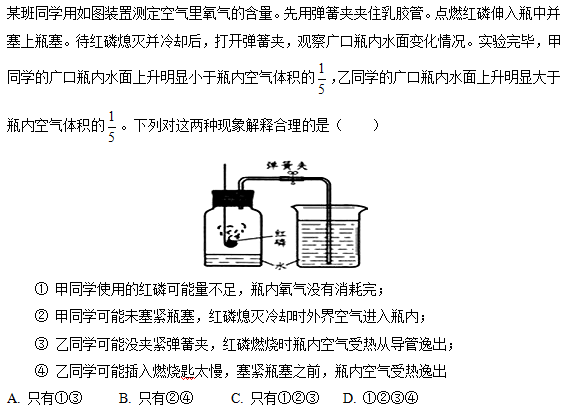 某班同学用如图装置测定空气里氧气的含量。先用弹簧夹夹住乳胶管。点燃红磷伸入瓶中并
塞上瓶塞。待红磷熄灭并冷却后，打开弹簧夹，观察广口瓶内水面变化情况。实验完毕，甲
同学的广口瓶内水面上升明显小于瓶内空气体积的1/5,乙同学的广口瓶内水面上升明显大于
瓶内空气体积的1/5。下列对这两种现象解释合理的是（　　）
弹簧夹
红磷
水
① 甲同学使用的红磷可能量不足，瓶内氧气没有消耗完；
② 甲同学可能未塞紧瓶塞，红磷熄灭冷却时外界空气进入瓶内；
③ 乙同学可能没夹紧弹簧夹，红磷燃烧时瓶内空气受热从导管逸出；
④ 乙同学可能插入燃烧匙太慢，塞紧瓶塞之前，瓶内空气受热逸出
A. 只有①③　　B. 只有②④　　C. 只有①②③　D. ①②③④